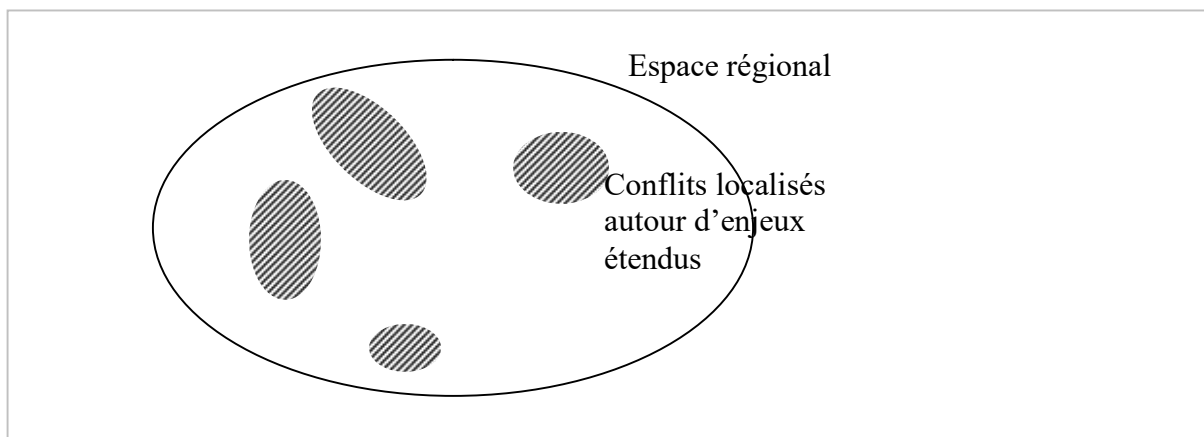 Espace régional
Conflits localisés
autour d’enjeux
étendus